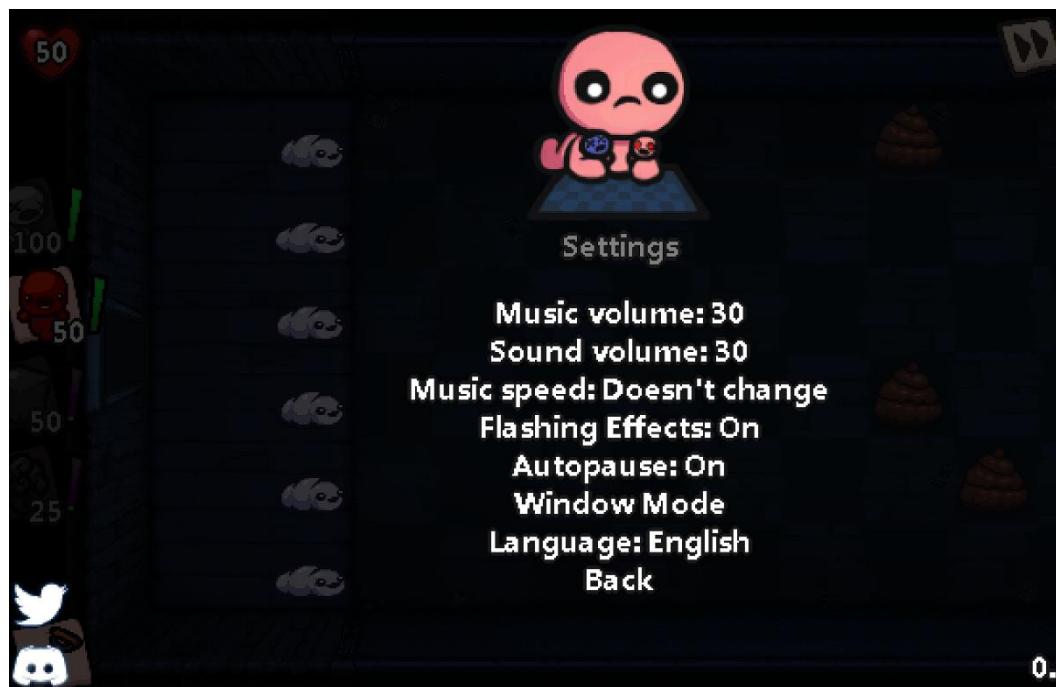 50
100
50
50
25
Settings
Music volume: 30
Sound volume: 30
Music speed: Doesn't change
Flashing Effects: On
Autopause: On
Window Mode
Language: English
Back
0.